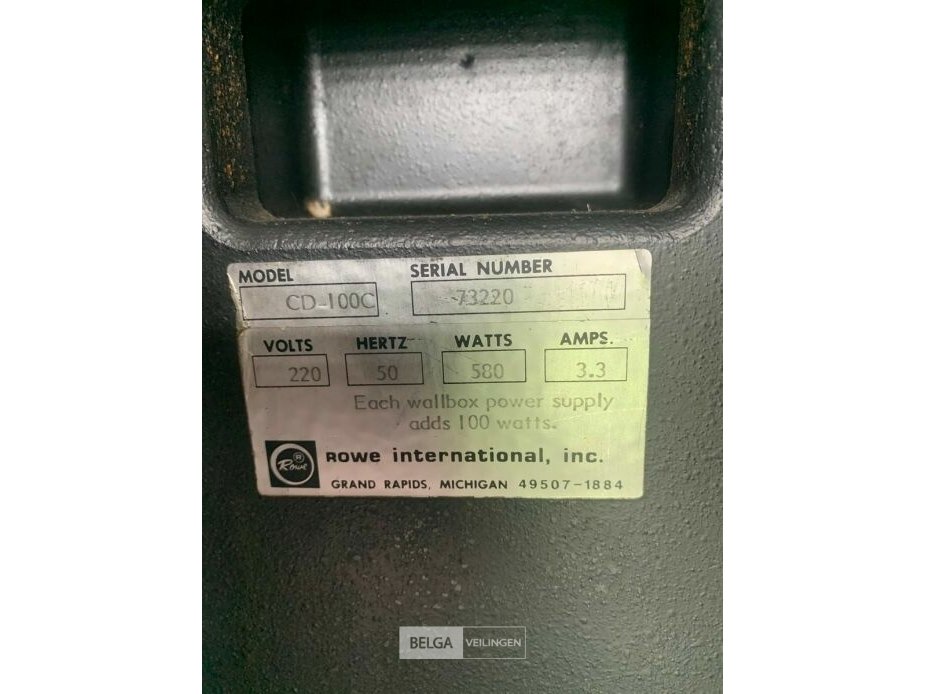 MODEL SERIAL NUMBER
CD-100C 73220
VOLTS HERTZ WATTS AMPS.
220 50 580 3.3
Each wallbox power supply
adds 100 watts.
Rowe ® ROWE international, inc.
GRAND RAPIDS, MICHIGAN 49507-1884
BELGA VEILINGEN